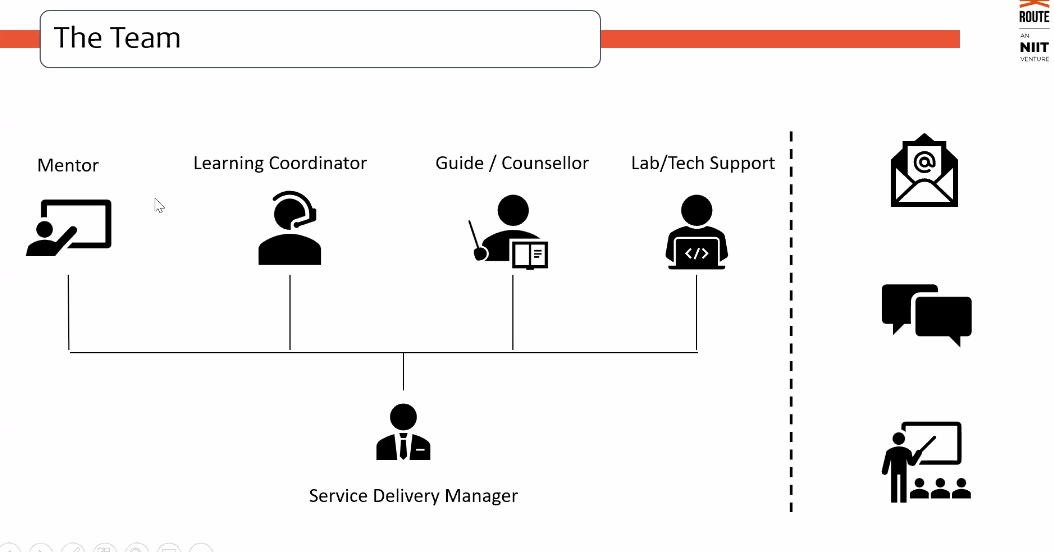 The Team
ROUTE
AN
NIIT
VENTURE
Mentor
Learning Coordinator
Guide / Counsellor
Lab/Tech Support
@
</>
Service Delivery Manager